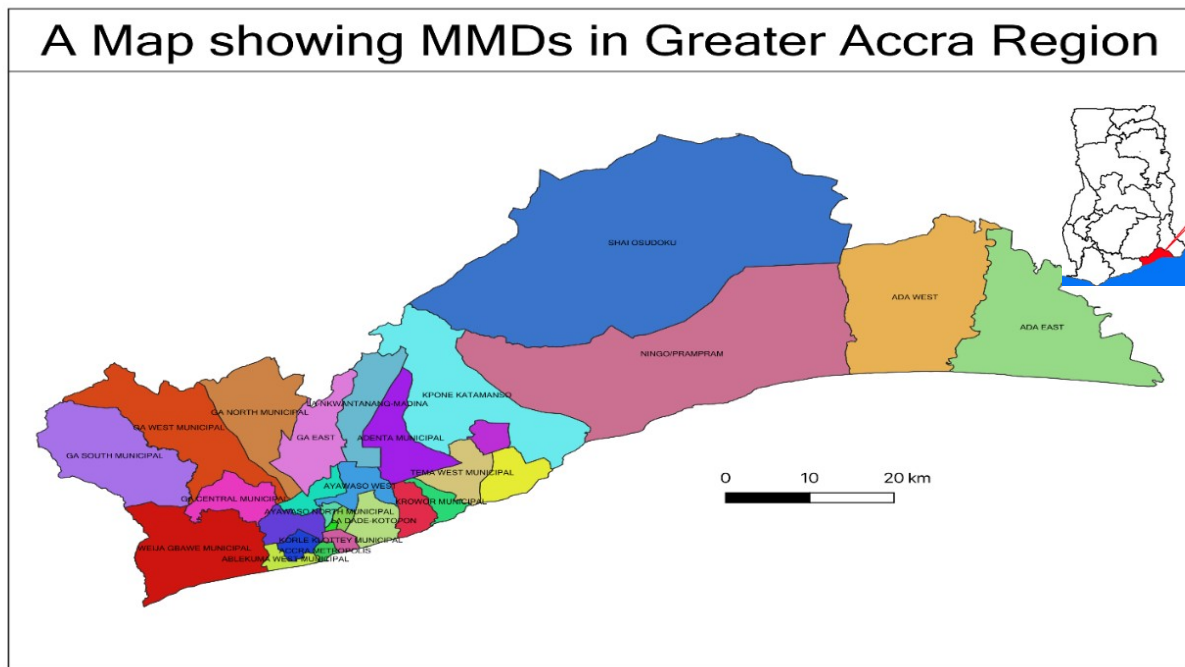 A Map showing MMDs in Greater Accra Region
SHAI OSUDOKU
ADA WEST
ADA EAST
NINGO/PRAMPRAM
KPONE KATAMANSO
NKWANTANANG-MADINA
GA NORTH MUNICIPAL
GA WEST MUNICIPAL
GA EAST
ADENTA MUNICIPAL
GA SOUTH MUNICIPAL
TEMA WEST MUNICIPAL
AYAWASO WEST
GA CENTRAL MUNICIPAL
KROWOR MUNICIPAL
AYAWASO NORTH MUNICIPAL
LA DADE-KOTOPON
KORLE KLOTTEY MUNICIPAL
WEIJA GBAWE MUNICIPAL
ACCRA METROPOLIS
ABLEKUMA WEST MUNICIPAL
0 10 20 km